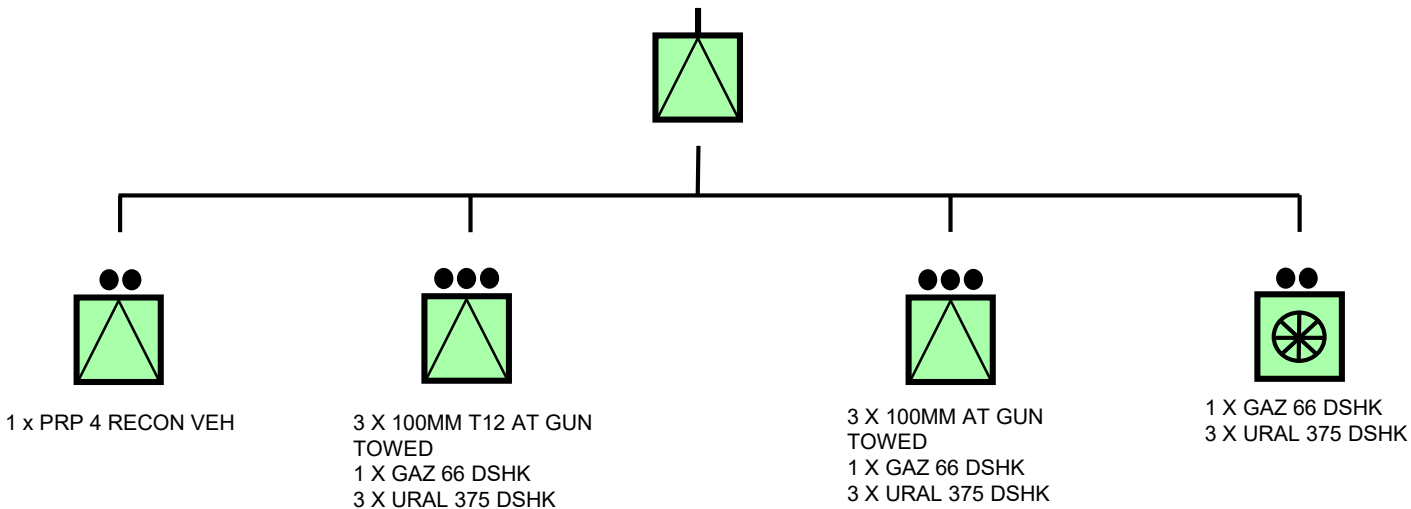 1 x PRP 4 RECON VEH
3 X 100MM T12 AT GUN
TOWED
1 X GAZ 66 DSHK
3 X URAL 375 DSHK
3 X 100MM AT GUN
TOWED
1 X GAZ 66 DSHK
3 X URAL 375 DSHK
1 X GAZ 66 DSHK
3 X URAL 375 DSHK